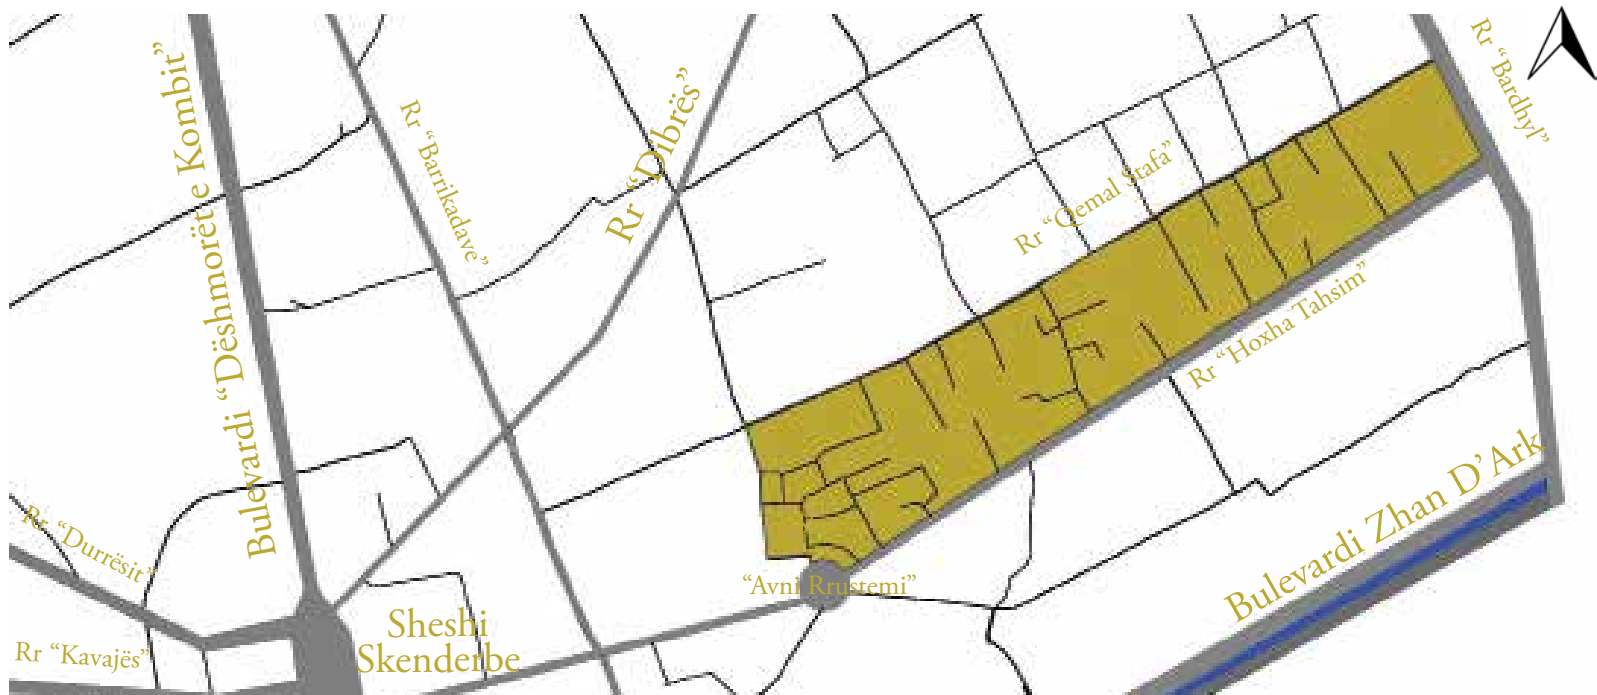 Bulevardi “Dëshmorët e Kombit”
Rr “Barrikadave”
Rr “Dibrës”
Rr “Qemal Stafa”
Rr “Bardhyl”
Rr “Hoxha Tahsim”
Bulevardi Zhan D’Ark
Rr “Durrësit”
“Avni Rrustemi”
Sheshi
Skenderbe
Rr “Kavajës”